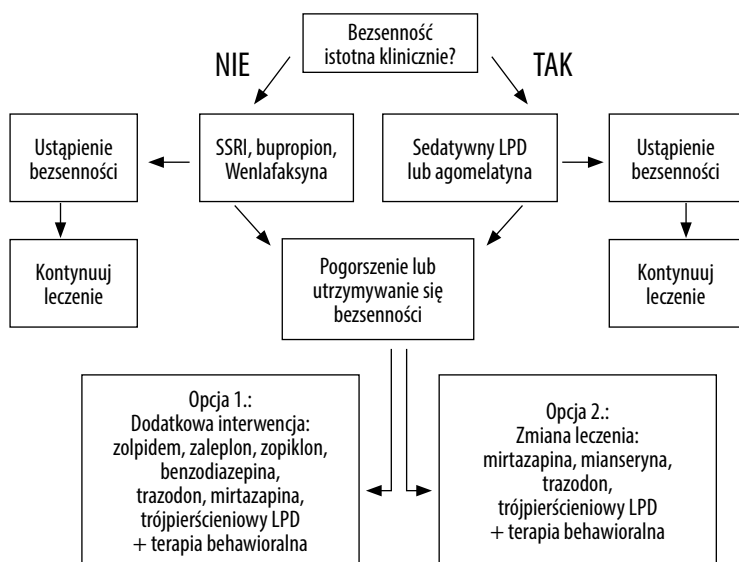 Bezsenność
istotna klinicznie?
NIE
TAK
Ustąpienie
bezsenności
SSRI, bupropion,
Wenlafaksyna
Sedatywny LPD
lub agomelatyna
Ustąpienie
bezsenności
Kontynuuj
leczenie
Pogorszenie lub
utrzymywanie się
bezsenności
Kontynuuj
leczenie
Opcja 1.:
Dodatkowa interwencja:
zolpidem, zaleplon, zopiklon,
benzodiazepina,
trazodon, mirtazapina,
trójpierścieniowy LPD
+ terapia behawioralna
Opcja 2.:
Zmiana leczenia:
mirtazapina, mianseryna,
trazodon,
trójpierścieniowy LPD
+ terapia behawioralna